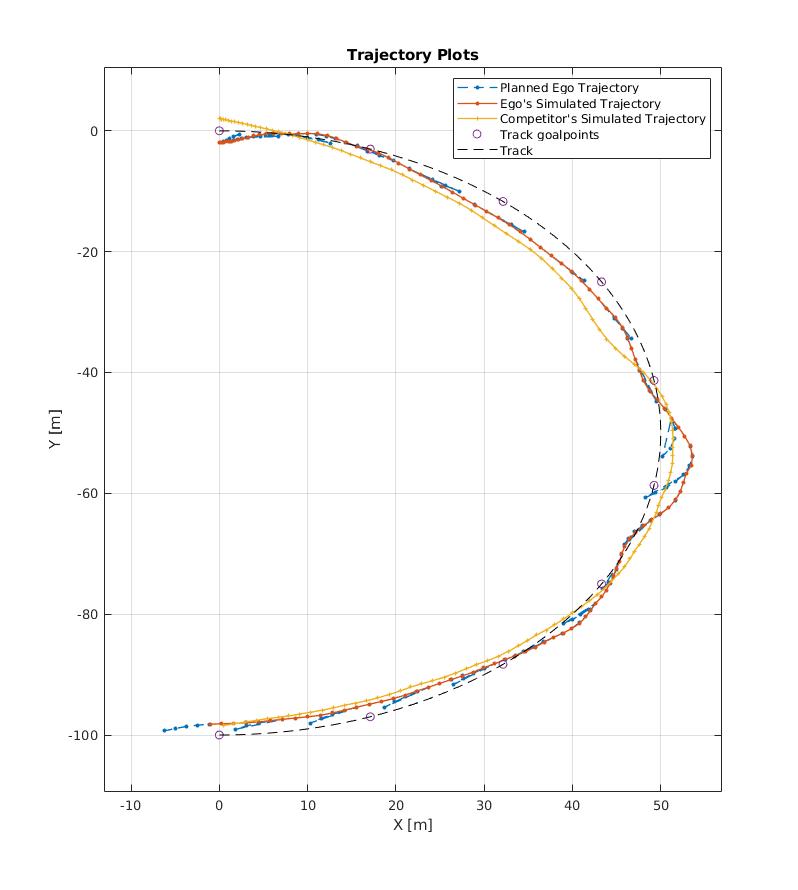 Trajectory Plots
Planned Ego Trajectory
Ego's Simulated Trajectory
Competitor's Simulated Trajectory
Track goalpoints
Track
0
-20
-40
-60
-80
-100
Y [m]
-10
0
10
20
30
40
50
X [m]